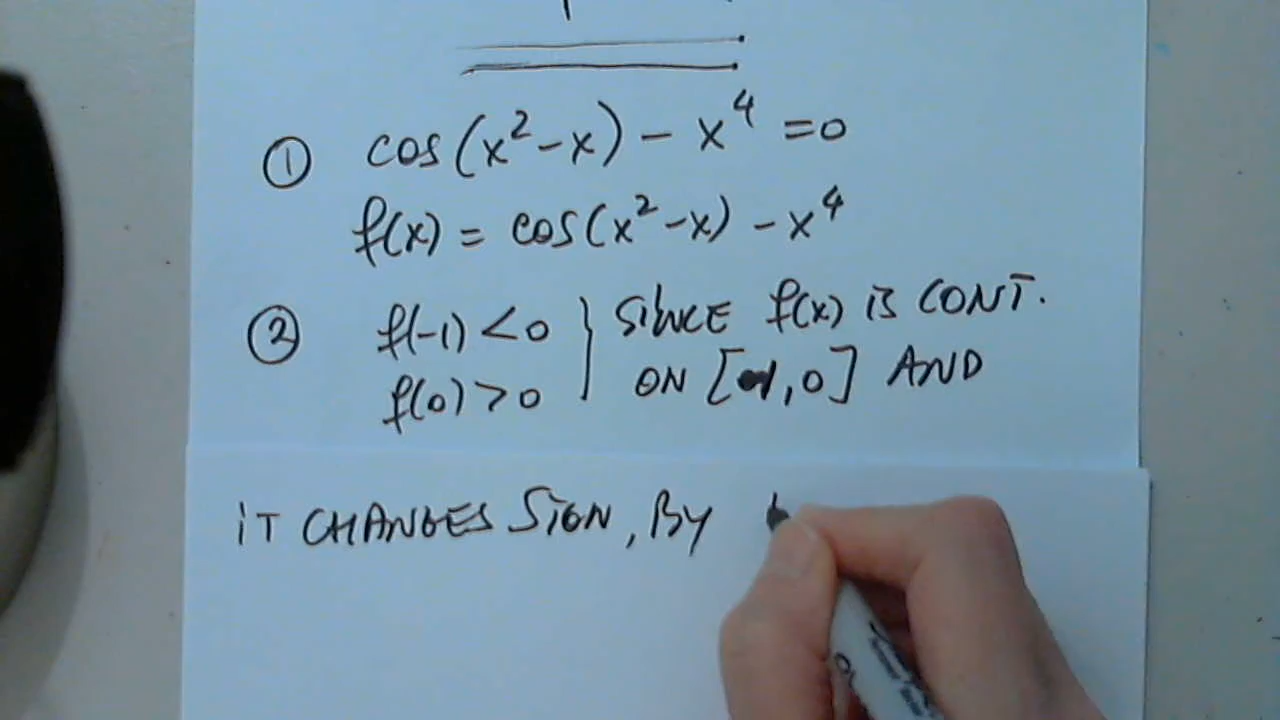 ① cos(x²-x) - x⁴ = 0
f(x) = cos(x²-x) - x⁴
② f(-1) < 0 } SINCE f(x) IS CONT.
f(0) > 0 ON [-1,0] AND
IT CHANGES SIGN, BY